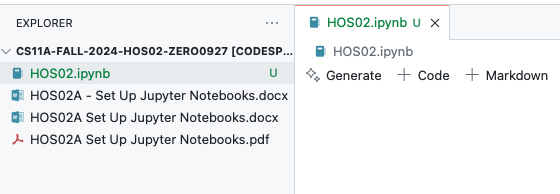 EXPLORER
CS11A-FALL-2024-HOS02-ZERO0927 [CODESP...
HOS02.ipynb U
HOS02A - Set Up Jupyter Notebooks.docx
HOS02A Set Up Jupyter Notebooks.docx
HOS02A Set Up Jupyter Notebooks.pdf
HOS02.ipynb U
HOS02.ipynb
Generate + Code + Markdown